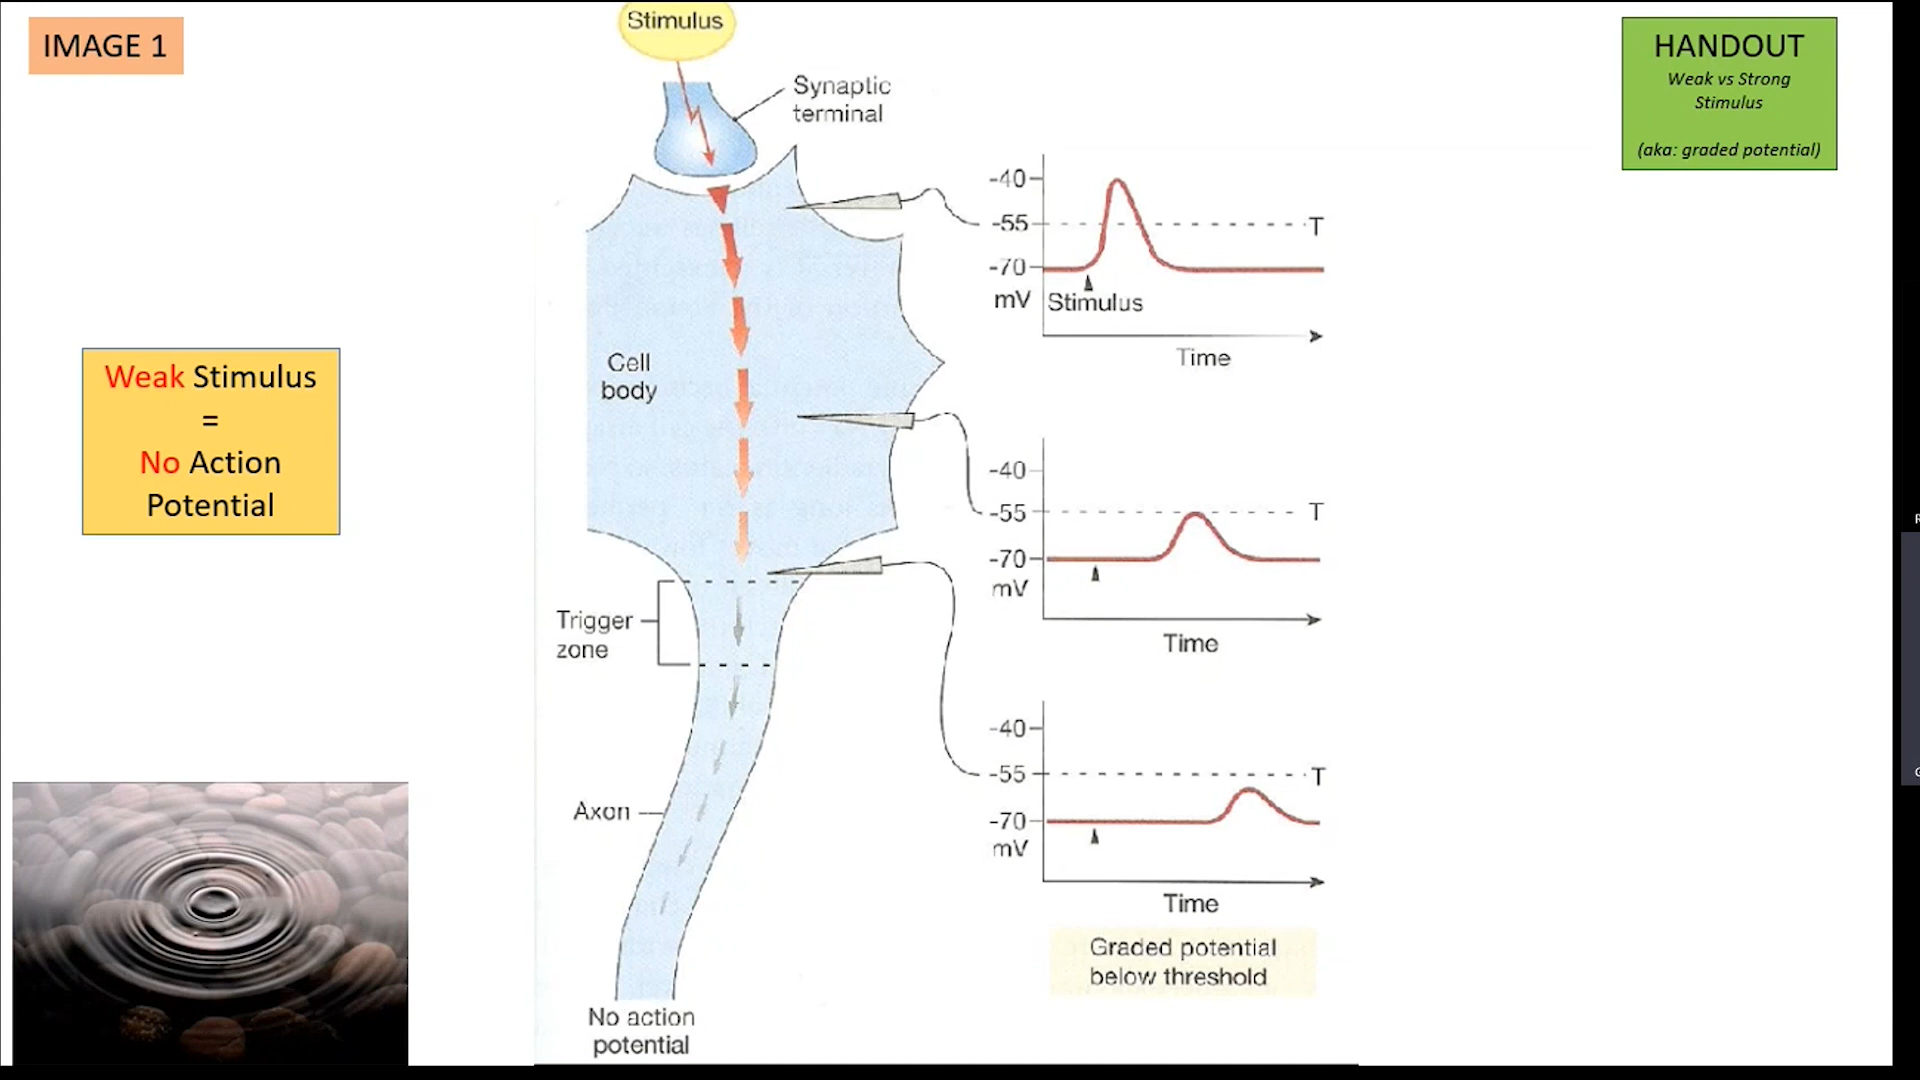 IMAGE 1
HANDOUT
Weak vs Strong
Stimulus
(aka: graded potential)
Weak Stimulus
=
No Action
Potential
Stimulus
Synaptic
terminal
Cell
body
Trigger
zone
Axon
No action
potential
-40
-55
T
-70
mV
Stimulus
Time
-40
-55
T
-70
mV
Time
-40
-55
T
-70
mV
Time
Graded potential
below threshold